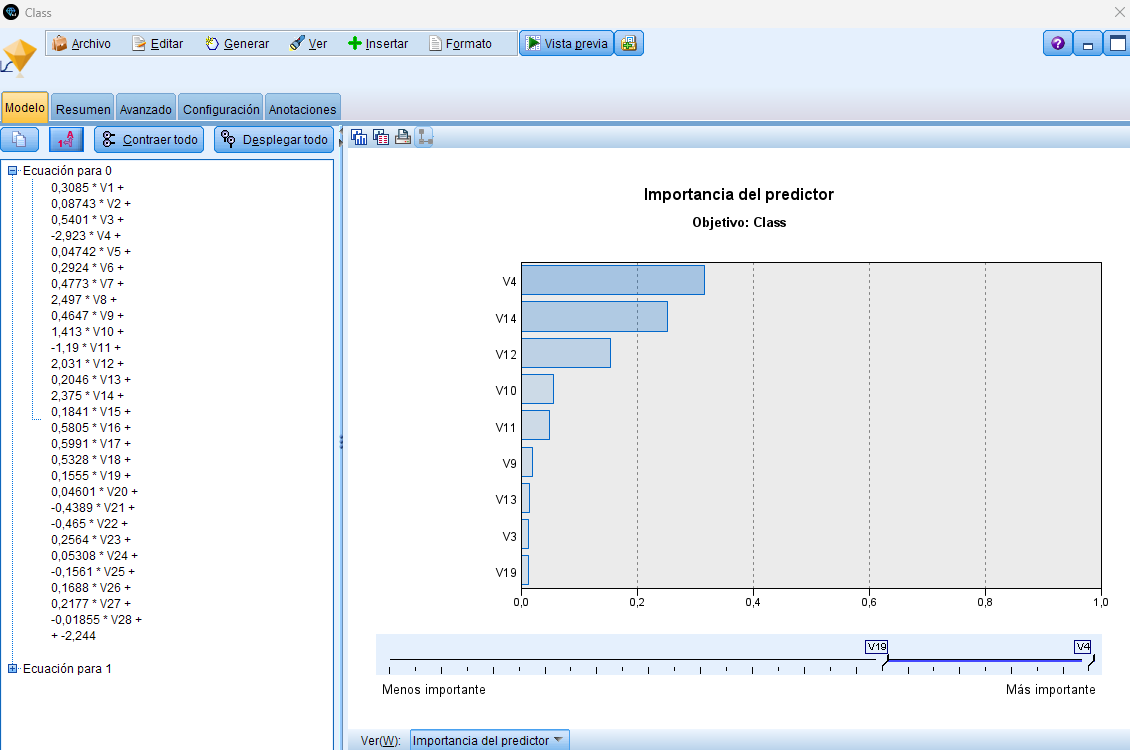 Class
Archivo Editar Generar Ver Insertar Formato Vista previa
Modelo Resumen Avanzado Configuración Anotaciones
Contraer todo Desplegar todo
Ecuación para 0
0,3085 * V1 +
0,08743 * V2 +
0,5401 * V3 +
-2,923 * V4 +
0,04742 * V5 +
0,2924 * V6 +
0,4773 * V7 +
2,497 * V8 +
0,4647 * V9 +
1,413 * V10 +
-1,19 * V11 +
2,031 * V12 +
0,2046 * V13 +
2,375 * V14 +
0,1841 * V15 +
0,5805 * V16 +
0,5991 * V17 +
0,5328 * V18 +
0,1555 * V19 +
0,04601 * V20 +
-0,4389 * V21 +
-0,465 * V22 +
0,2564 * V23 +
0,05308 * V24 +
-0,1561 * V25 +
0,1688 * V26 +
0,2177 * V27 +
-0,01855 * V28 +
+ -2,244
Ecuación para 1
Importancia del predictor
Objetivo: Class
V4
V14
V12
V10
V11
V9
V13
V3
V19
0,0 0,2 0,4 0,6 0,8 1,0
V19 V4
Menos importante Más importante
Ver(W): Importancia del predictor